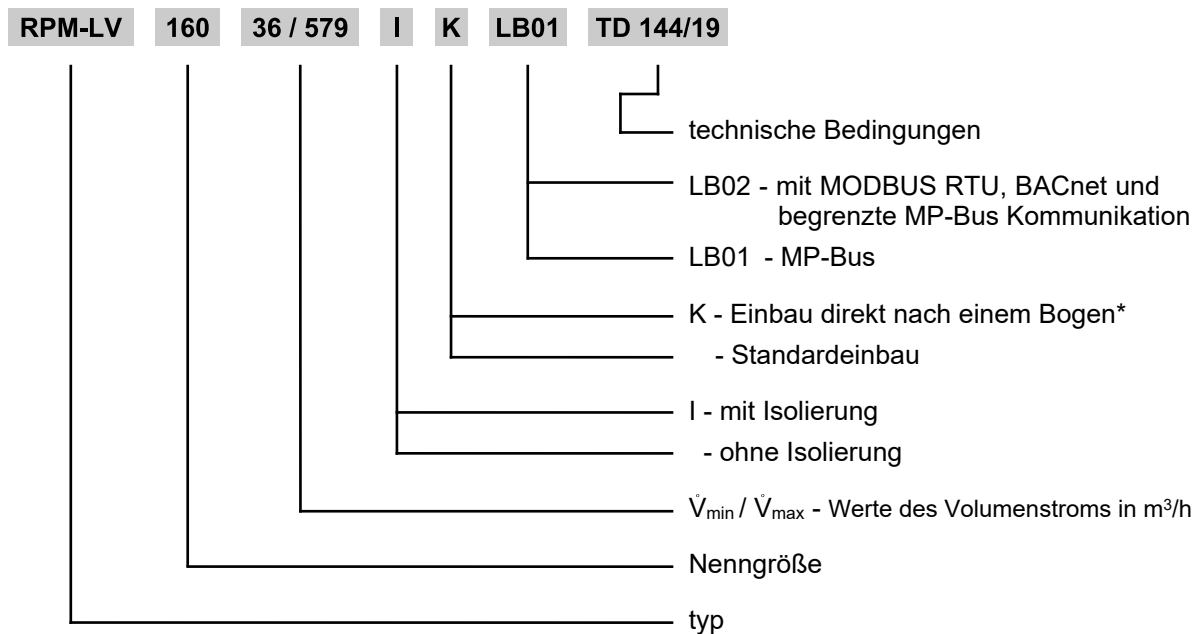 RPM-LV 160 36 / 579 I K LB01 TD 144/19
technische Bedingungen
LB02 - mit MODBUS RTU, BACnet und
begrenzte MP-Bus Kommunikation
LB01 - MP-Bus
K - Einbau direkt nach einem Bogen*
- Standardeinbau
I - mit Isolierung
- ohne Isolierung
V̊min / V̊max - Werte des Volumenstroms in m³/h
Nenngröße
typ